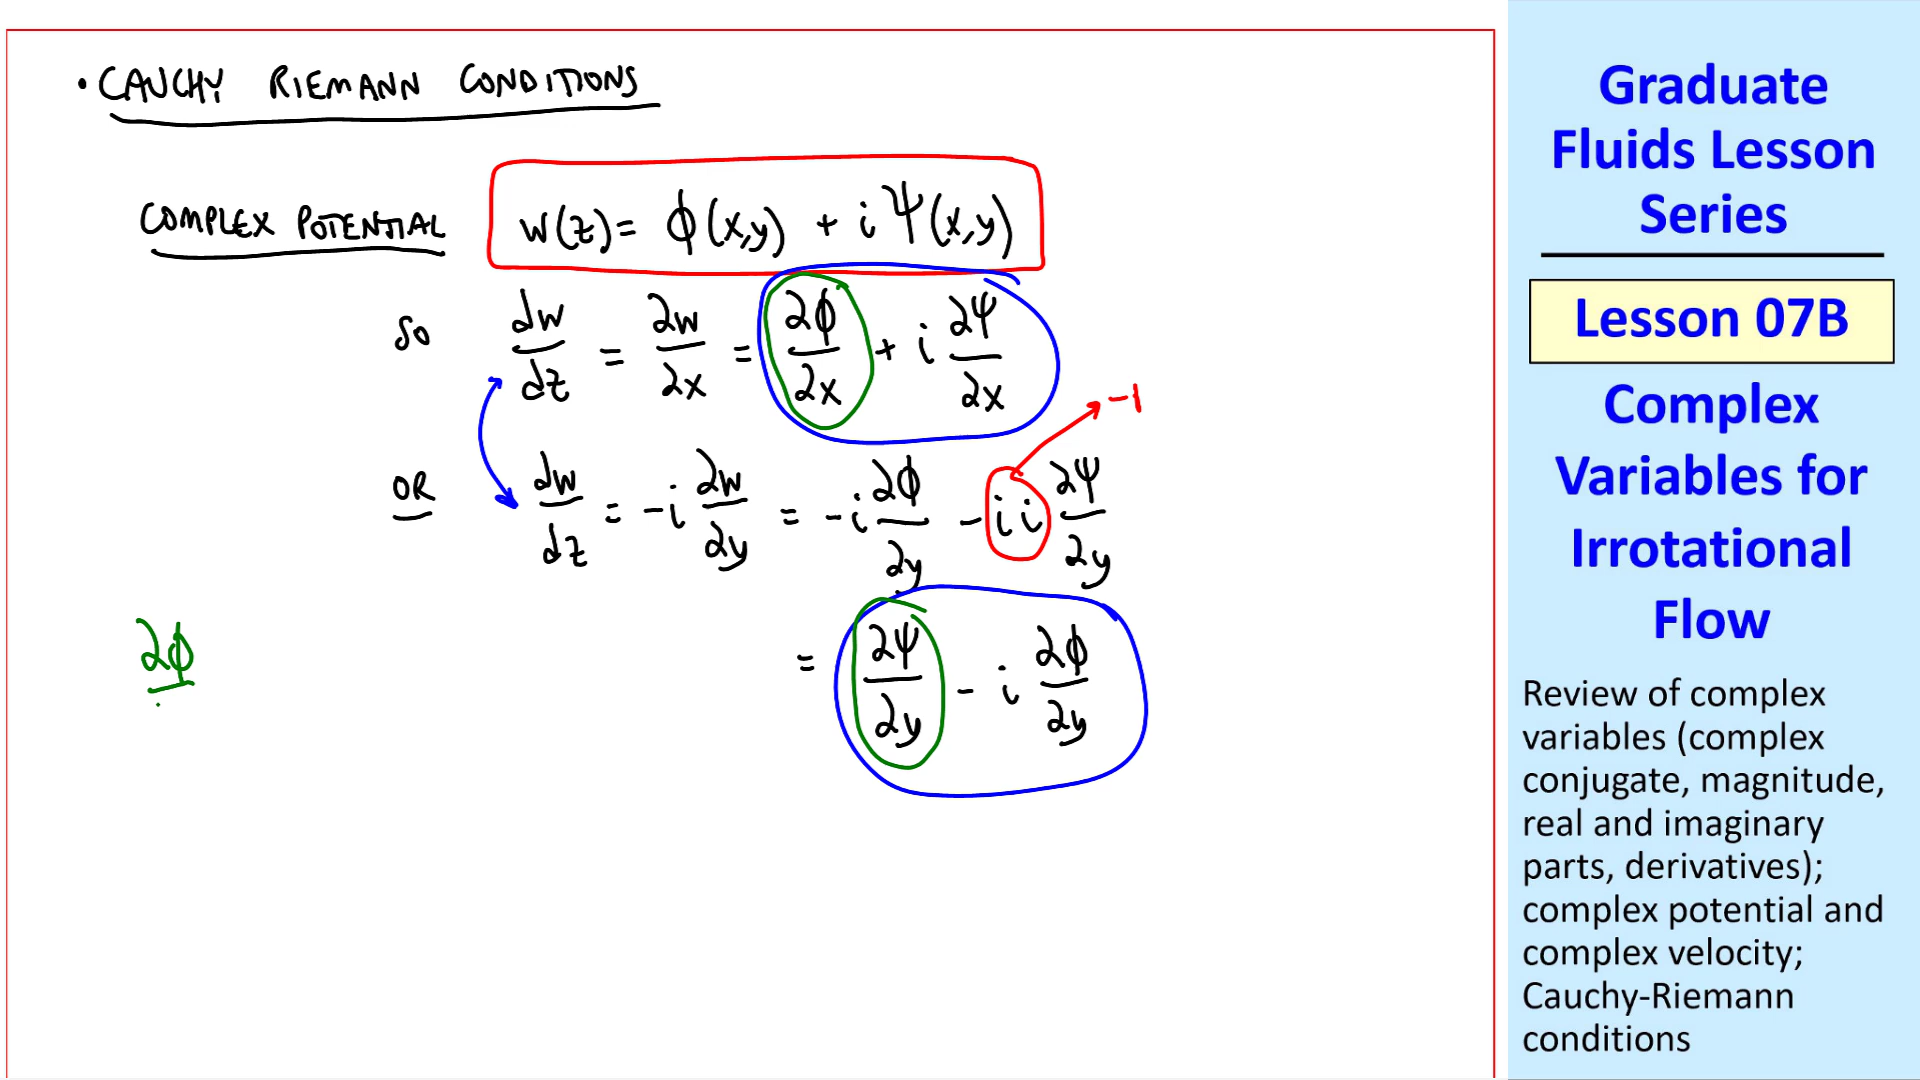 • CAUCHY RIEMANN CONDITIONS
COMPLEX POTENTIAL w(z) = ϕ(x,y) + i Ψ(x,y)
SO dw/dz = ∂w/∂x = ∂ϕ/∂x + i ∂Ψ/∂x
-1
OR dw/dz = -i ∂w/∂y = -i ∂ϕ/∂y - i i ∂Ψ/∂y
= ∂Ψ/∂y - i ∂ϕ/∂y
∂ϕ
Graduate
Fluids Lesson
Series
Lesson 07B
Complex
Variables for
Irrotational
Flow
Review of complex
variables (complex
conjugate, magnitude,
real and imaginary
parts, derivatives);
complex potential and
complex velocity;
Cauchy-Riemann
conditions